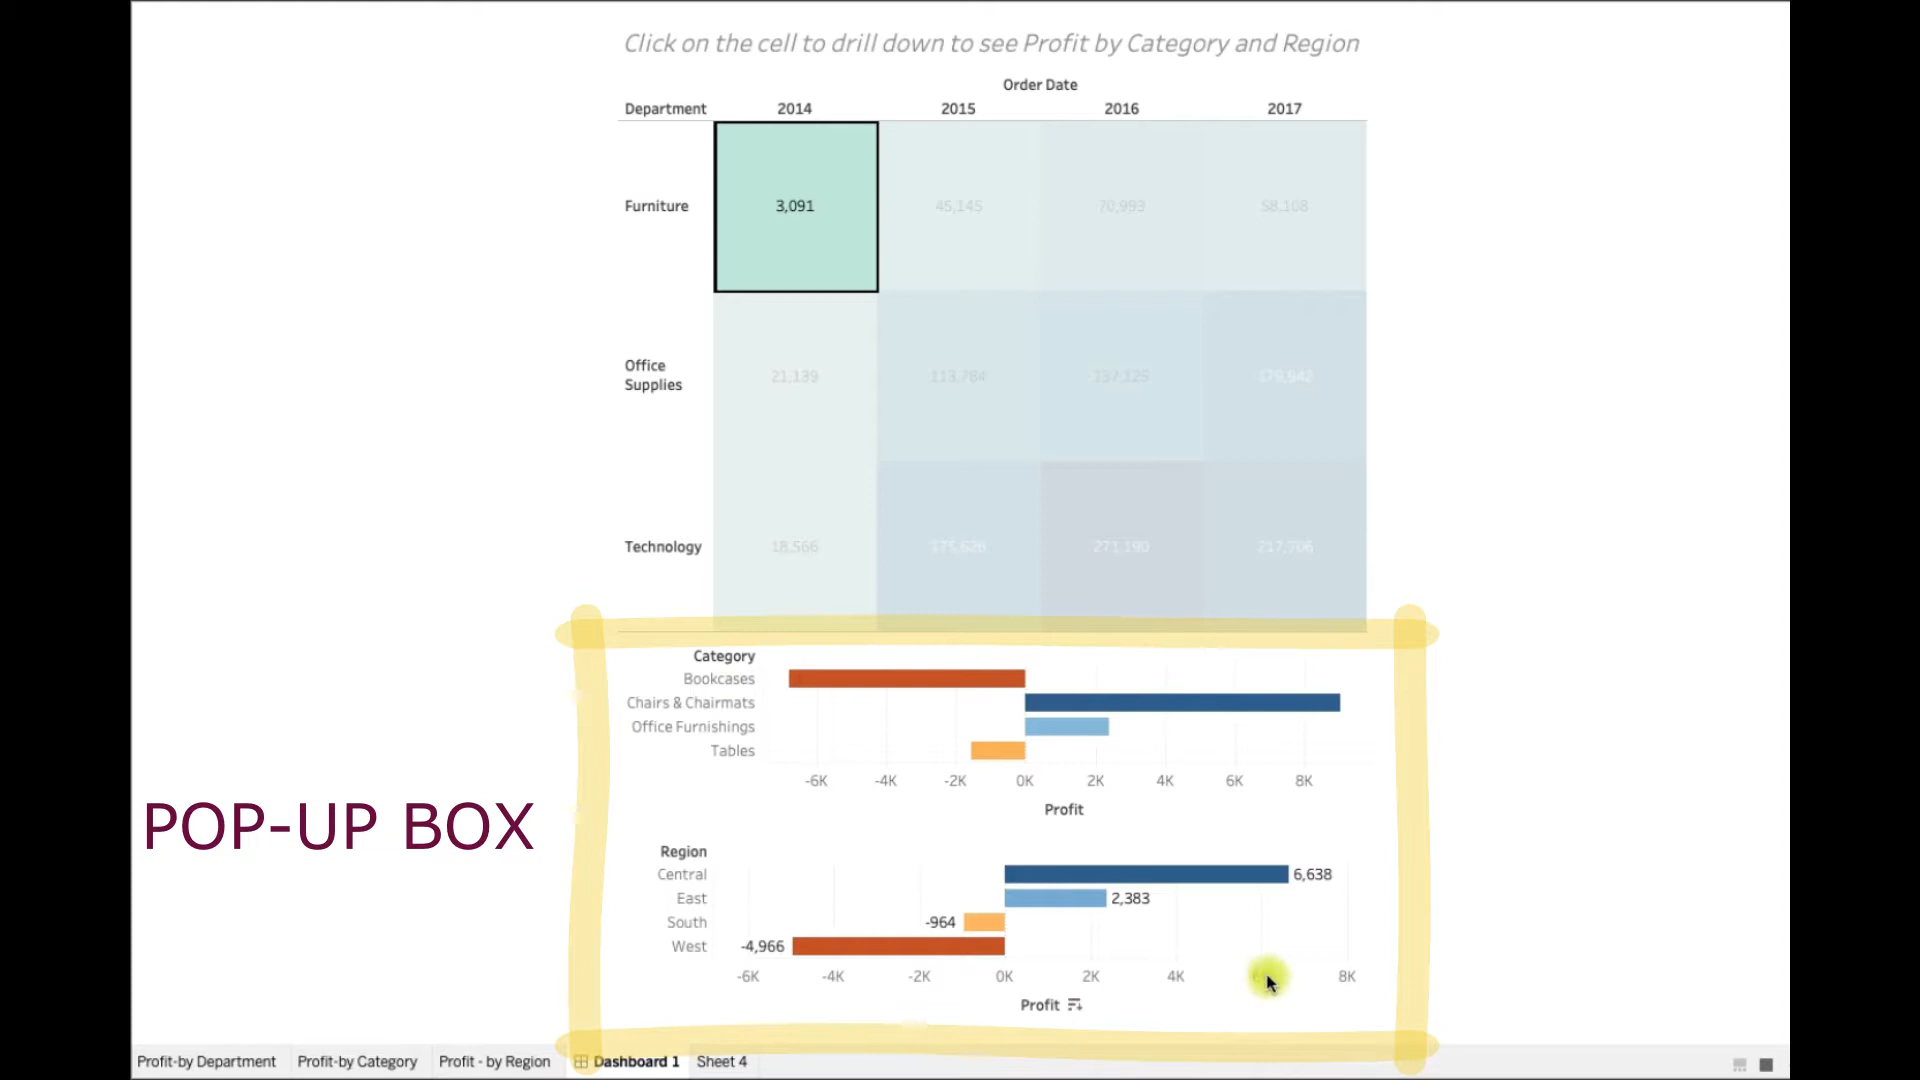 Click on the cell to drill down to see Profit by Category and Region
Order Date
Department 2014 2015 2016 2017
Furniture 3,091 45,145 70,993 58,108
Office
Supplies 21,139 113,784 137,125 179,942
Technology 18,566 175,626 271,190 217,706
Category
Bookcases
Chairs & Chairmats
Office Furnishings
Tables
-6K -4K -2K 0K 2K 4K 6K 8K
Profit
POP-UP BOX
Region
Central 6,638
East 2,383
South -964
West -4,966
-6K -4K -2K 0K 2K 4K 8K
Profit
Profit-by Department Profit-by Category Profit - by Region Dashboard 1 Sheet 4